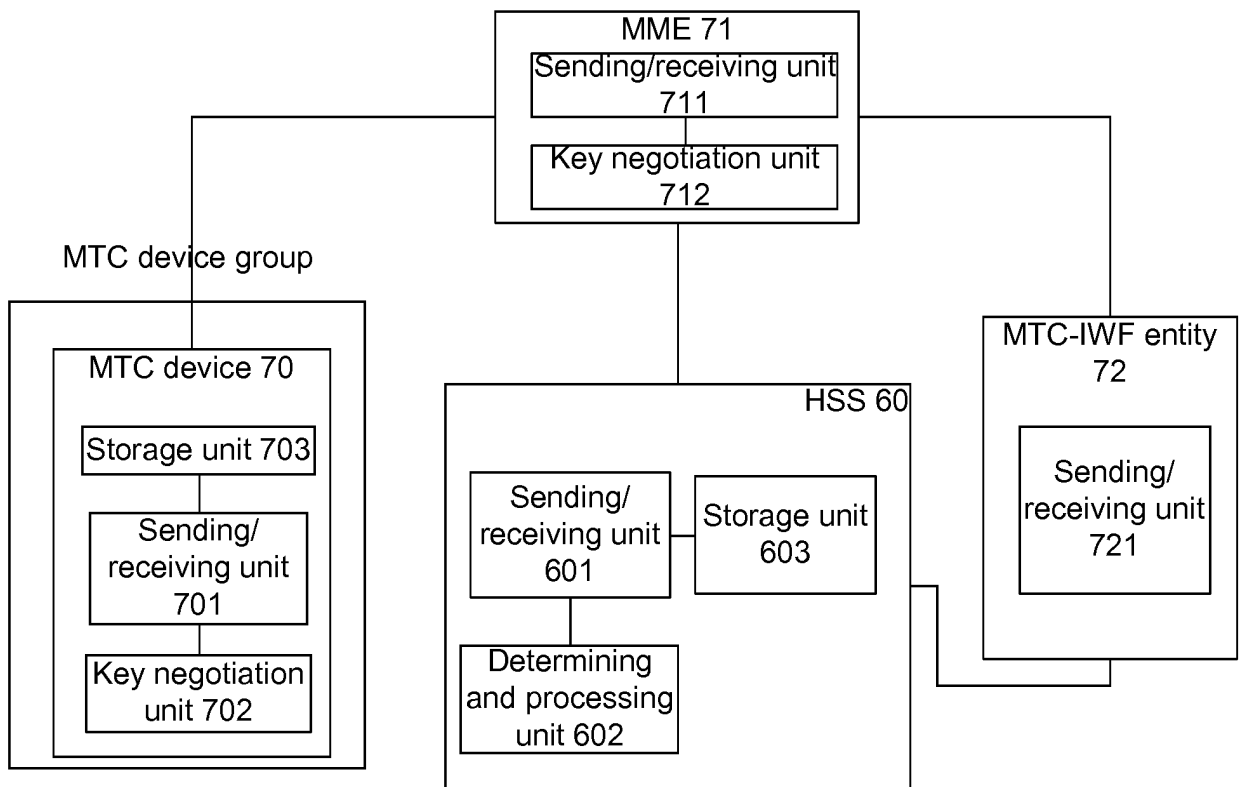 MME 71
Sending/receiving unit
711
Key negotiation unit
712
MTC device group
MTC device 70
Storage unit 703
Sending/
receiving unit
701
Key negotiation
unit 702
HSS 60
Sending/
receiving unit
601
Storage unit
603
Determining
and processing
unit 602
MTC-IWF entity
72
Sending/
receiving unit
721